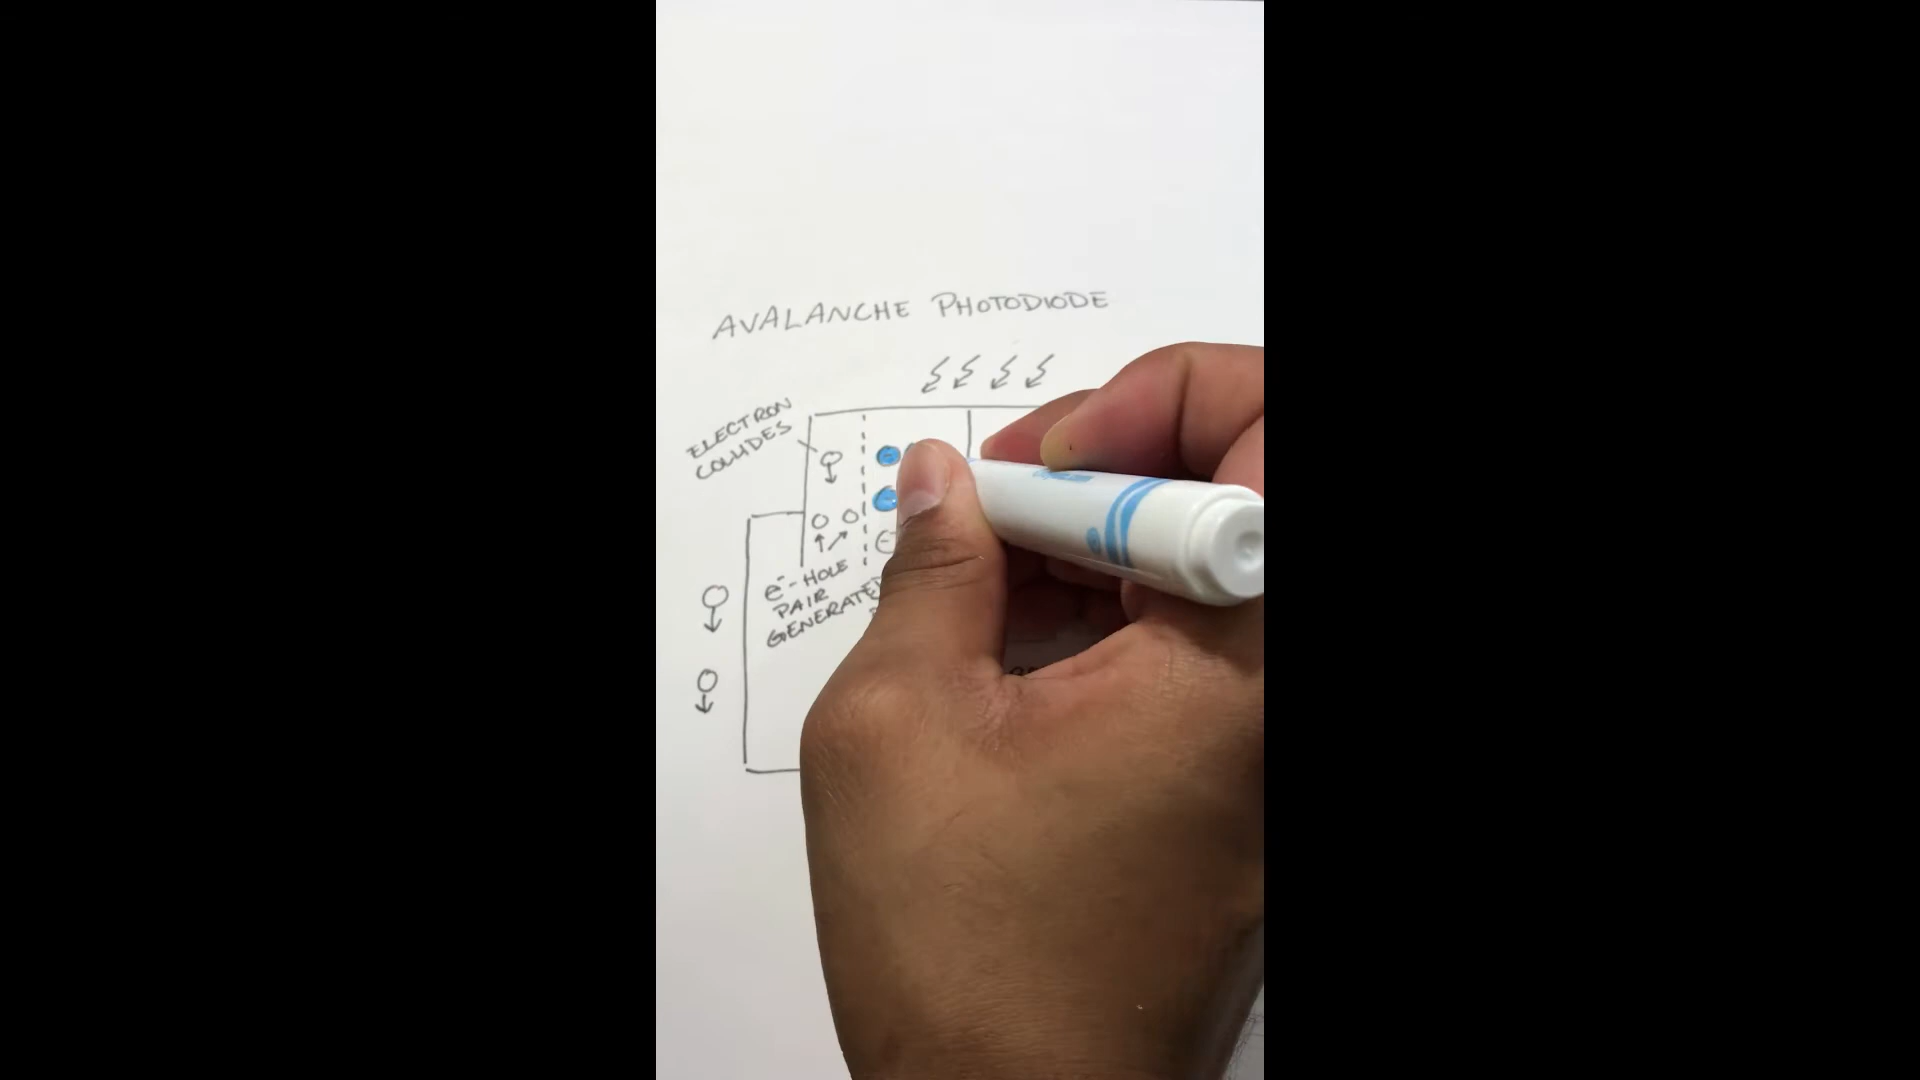 AVALANCHE PHOTODIODE
ELECTRON
COLLIDES
e⁻-HOLE
PAIR
GENERATED